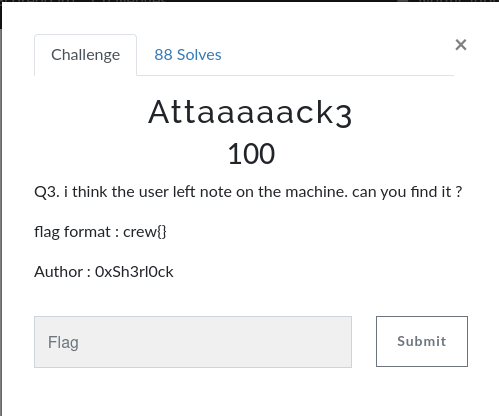 Challenge
88 Solves
×
Attaaaaack3
100
Q3. i think the user left note on the machine. can you find it ?
flag format : crew{}
Author : 0xSh3rl0ck
Flag
Submit